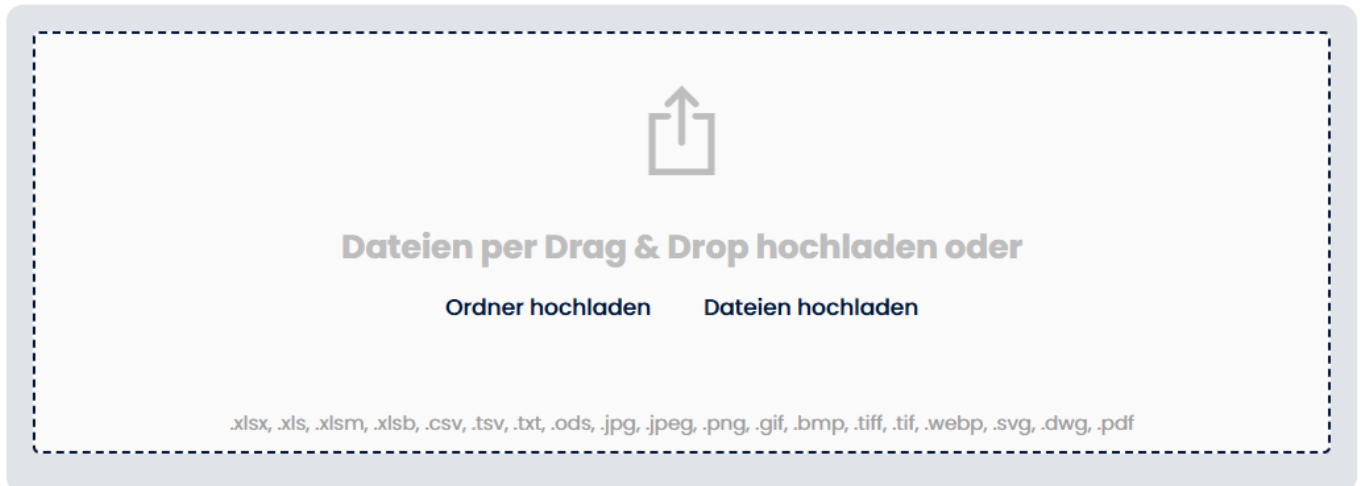 Dateien per Drag & Drop hochladen oder
Ordner hochladen Dateien hochladen
.xlsx, .xls, .xlsm, .xlsb, .csv, .tsv, .txt, .ods, .jpg, .jpeg, .png, .gif, .bmp, .tiff, .tif, .webp, .svg, .dwg, .pdf